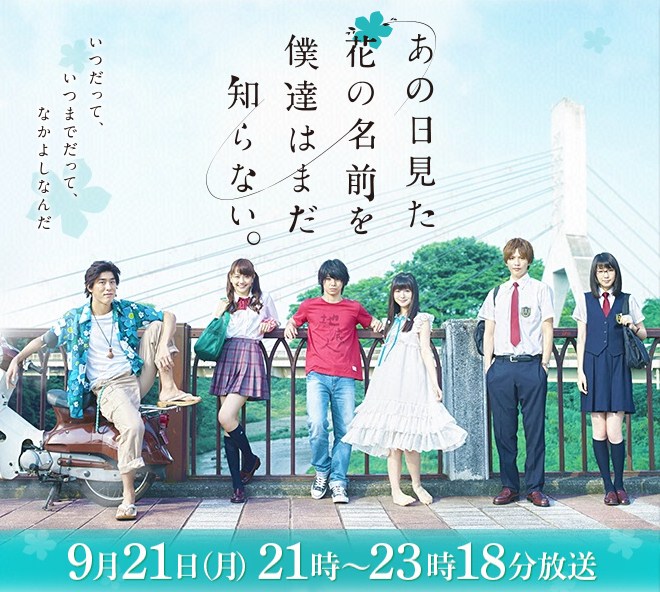 あの日見た
花の名前を
僕達はまだ
知らない。
いつだって、
いつまでだって、
なかよしなんだ
9月21日(月) 21時〜23時18分放送